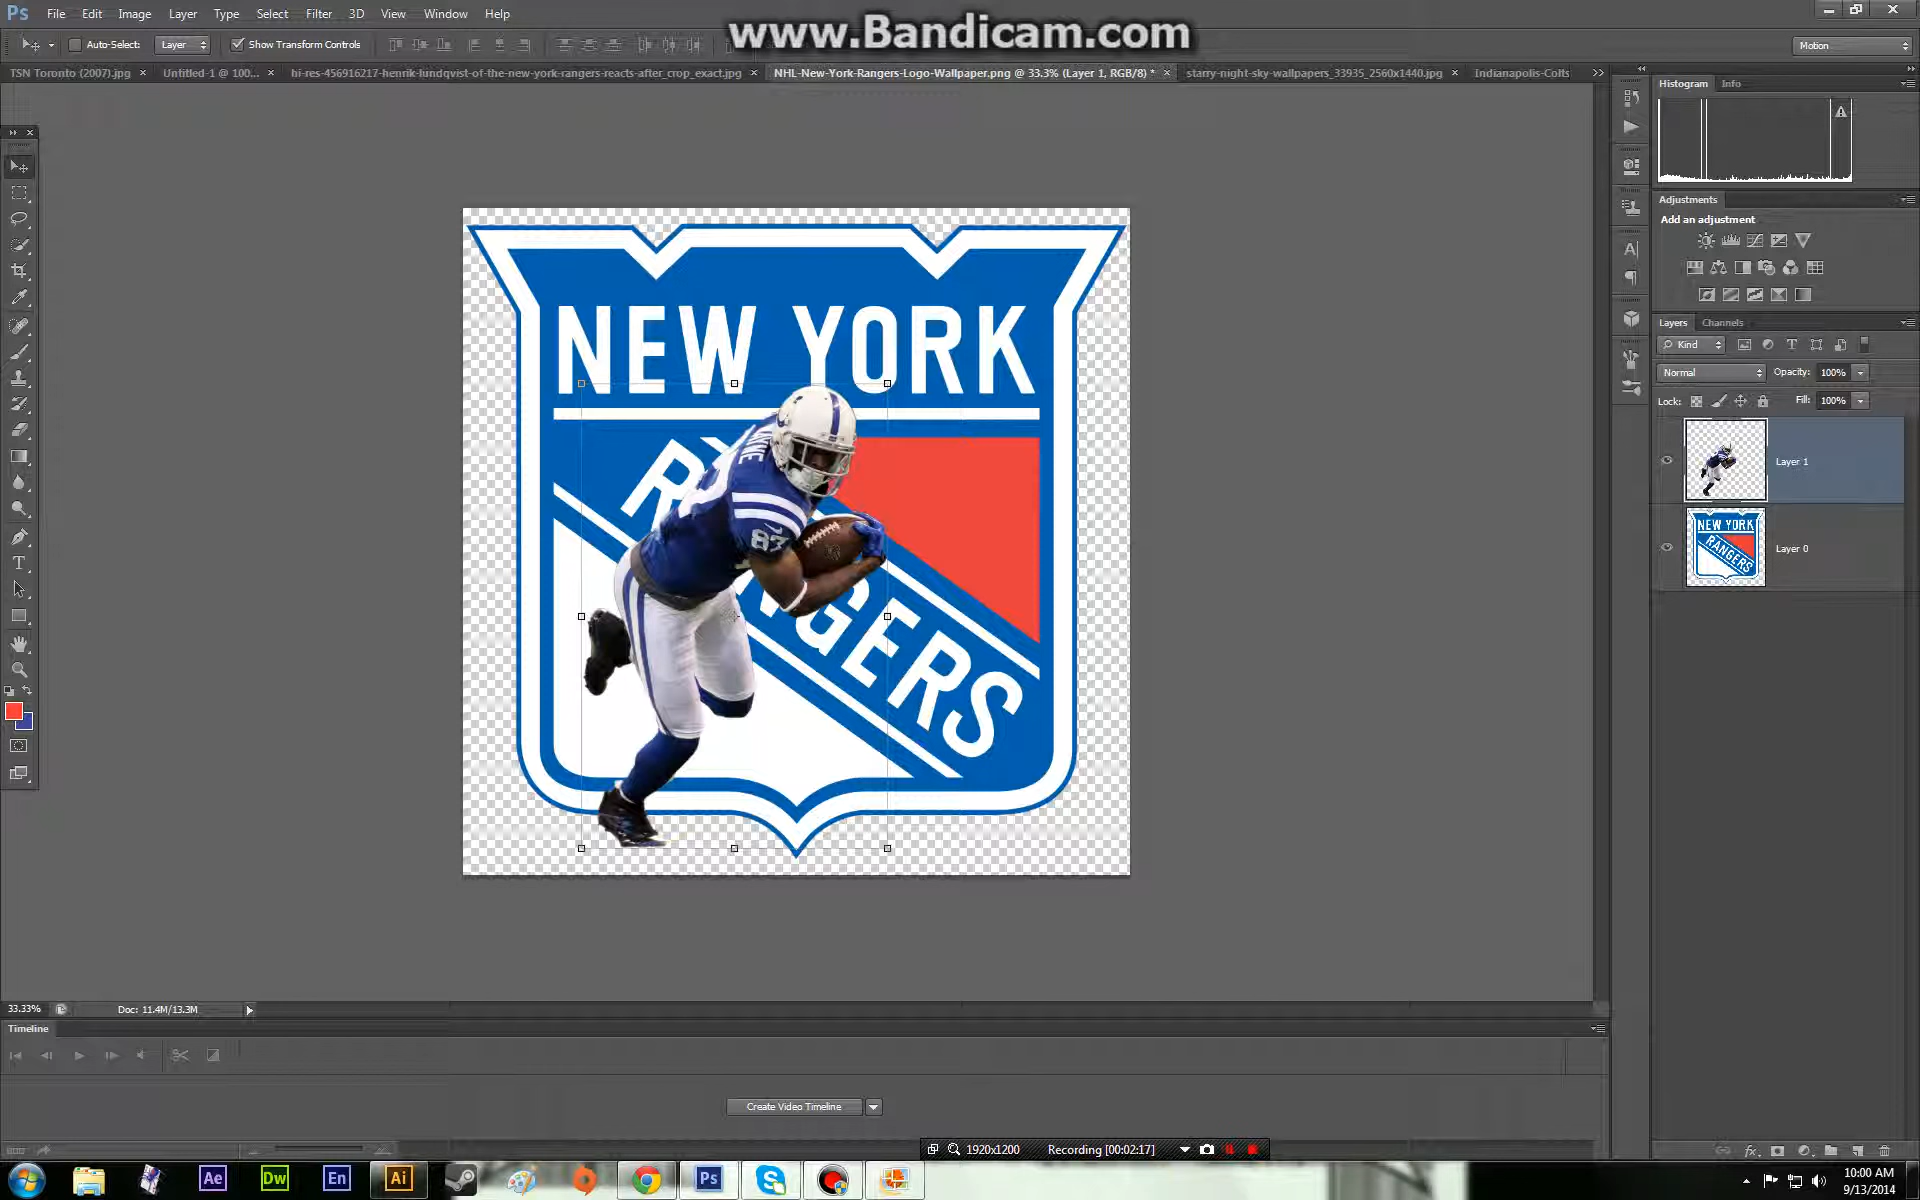 www.Bandicam.com
Ps File Edit Image Layer Type Select Filter 3D View Window Help
Auto-Select: Layer Show Transform Controls Motion
TSN Toronto (2007).jpg × Untitled-1 @ 100... × hi-res-456916217-henrik-lundqvist-of-the-new-york-rangers-reacts-after_crop_exact.jpg × NHL-New-York-Rangers-Logo-Wallpaper.png @ 33.3% (Layer 1, RGB/8) * × starry-night-sky-wallpapers_33935_2560x1440.jpg × Indianapolis-Colts
Histogram Info
Adjustments
Add an adjustment
Layers Channels
Kind
Normal Opacity: 100%
Lock: Fill: 100%
Layer 1
NEW YORK
RANGERS
Layer 0
NEW YORK
87
33.33% Doc: 11.4M/13.3M
Timeline
Create Video Timeline
1920x1200 Recording [00:02:17]
Ae Dw En Ai Ps
10:00 AM
9/13/2014